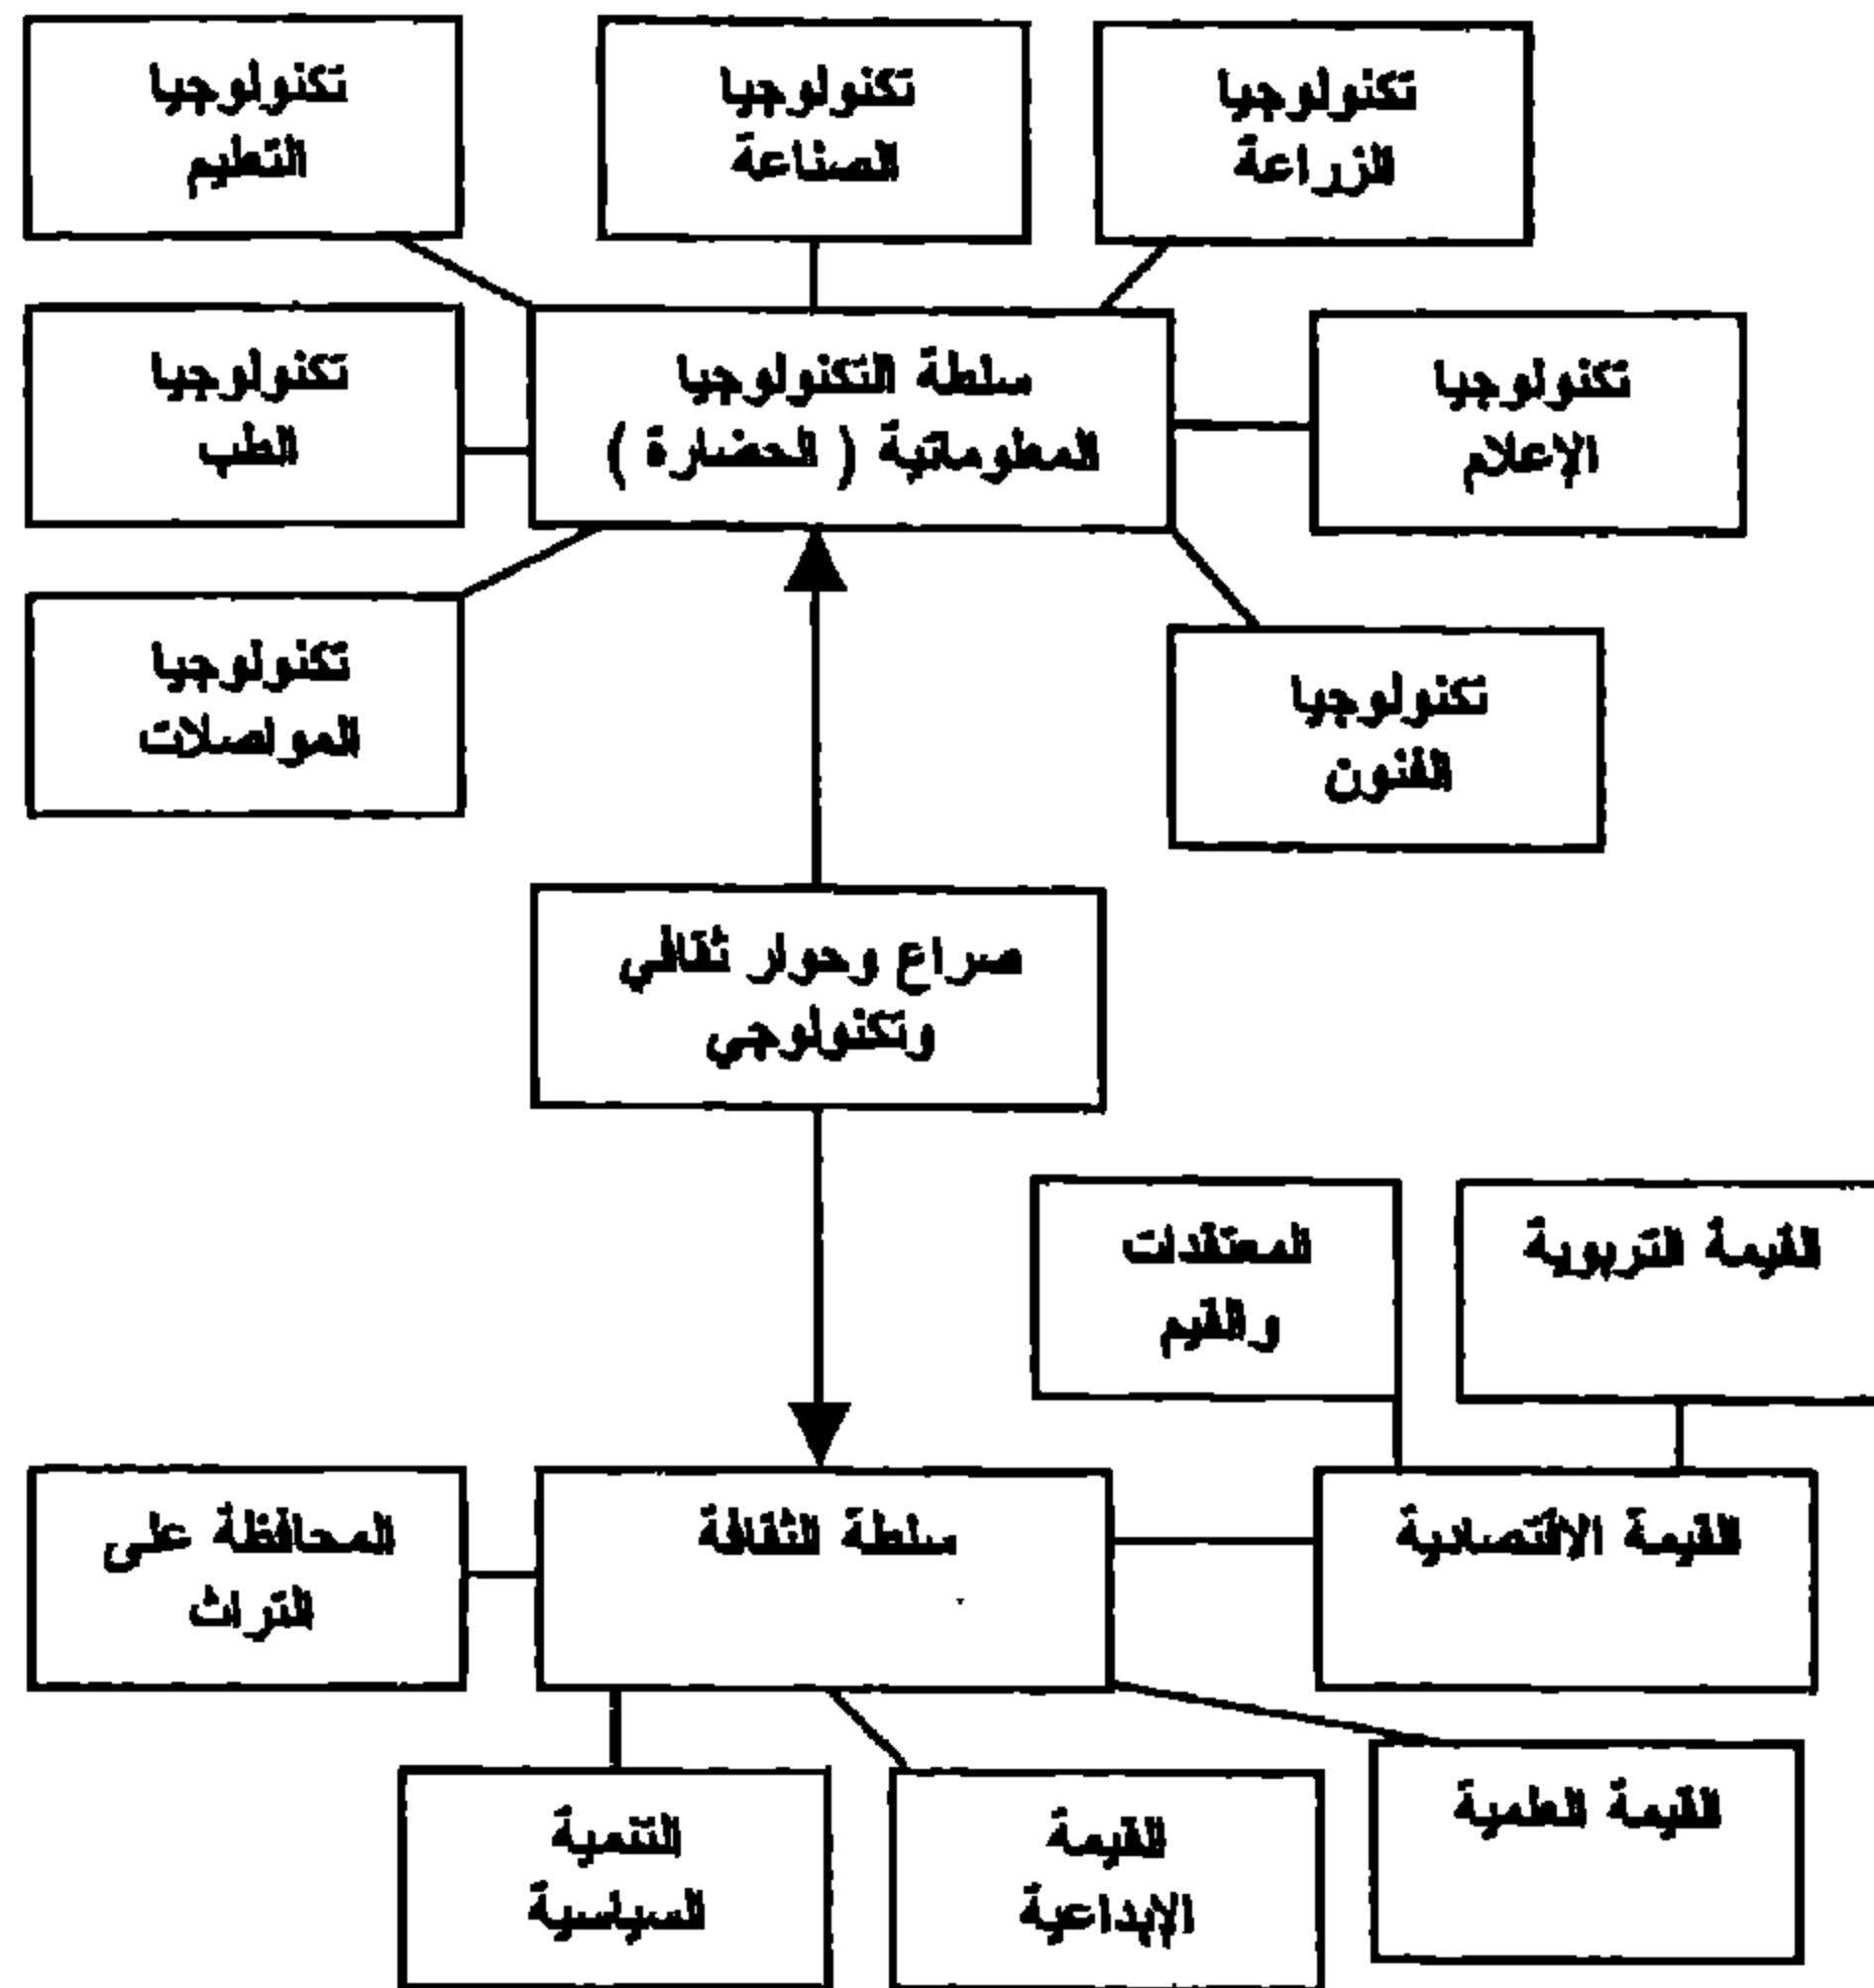 تكنولوجيا
الزراعة
تكنولوجيا
الصناعة
تكنولوجيا
التعليم
تكنولوجيا
الإعلام
سلطة التكنولوجيا
المعلوماتية ( الحضارة )
تكنولوجيا
الطب
تكنولوجيا
الفنون
تكنولوجيا
المواصلات
صراع وحوار ثقافي
وتكنولوجي
القيمة التربوية
المعتقدات
والقيم
القيمة الاقتصادية
سلطة الثقافة
المحافظة على
التراث
القيمة العلمية
القيمة
الإبداعية
التنمية
السياسية